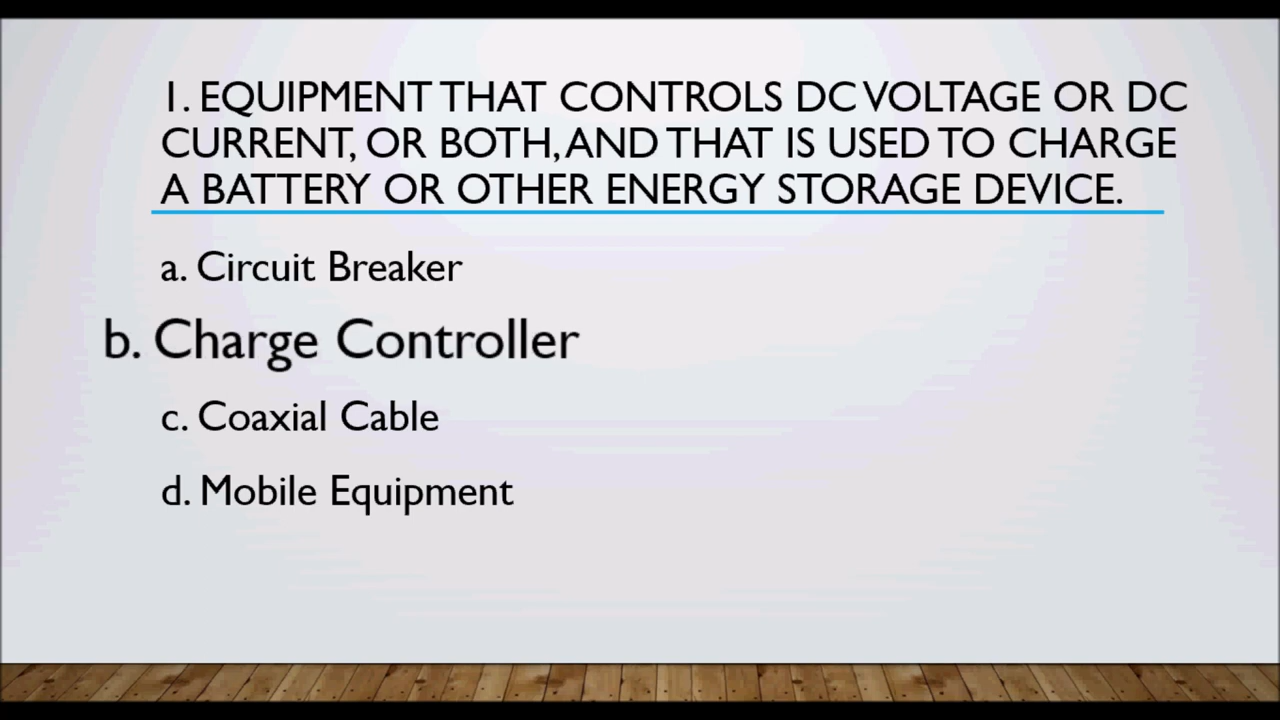 1. EQUIPMENT THAT CONTROLS DC VOLTAGE OR DC
CURRENT, OR BOTH, AND THAT IS USED TO CHARGE
A BATTERY OR OTHER ENERGY STORAGE DEVICE.
a. Circuit Breaker
b. Charge Controller
c. Coaxial Cable
d. Mobile Equipment